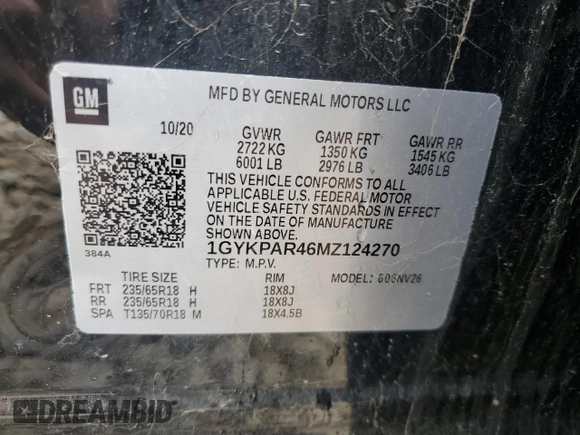 GM
MFD BY GENERAL MOTORS LLC
10/20 GVWR GAWR FRT GAWR RR
2722 KG 1350 KG 1545 KG
6001 LB 2976 LB 3406 LB
THIS VEHICLE CONFORMS TO ALL
APPLICABLE U.S. FEDERAL MOTOR
VEHICLE SAFETY STANDARDS IN EFFECT
ON THE DATE OF MANUFACTURE
SHOWN ABOVE.
384A
1GYKPAR46MZ124270
TYPE: M.P.V.
TIRE SIZE RIM MODEL:
FRT 235/65R18 H 18X8J
RR 235/65R18 H 18X8J
SPA T135/70R18 M 18X4.5B
DREAMBID